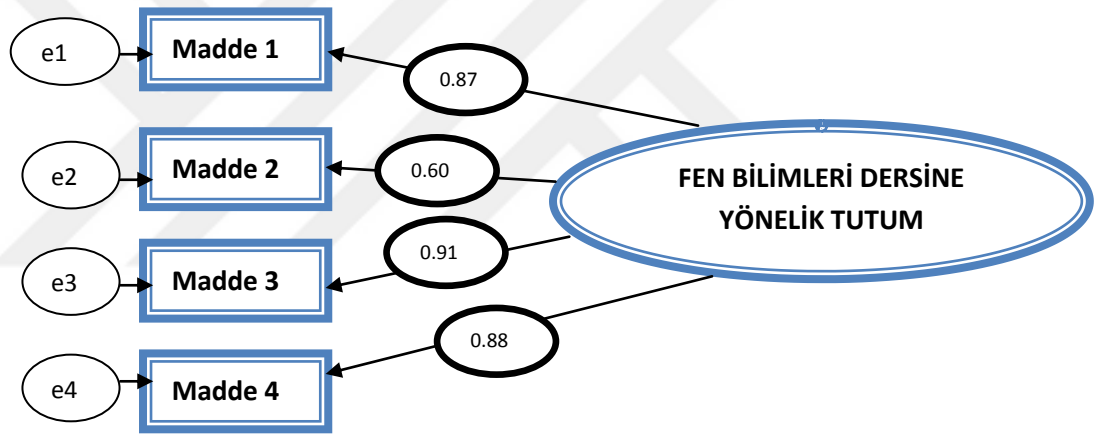 e1
Madde 1
0.87
e2
Madde 2
0.60
FEN BİLİMLERİ DERSİNE
YÖNELİK TUTUM
e3
Madde 3
0.91
e4
Madde 4
0.88